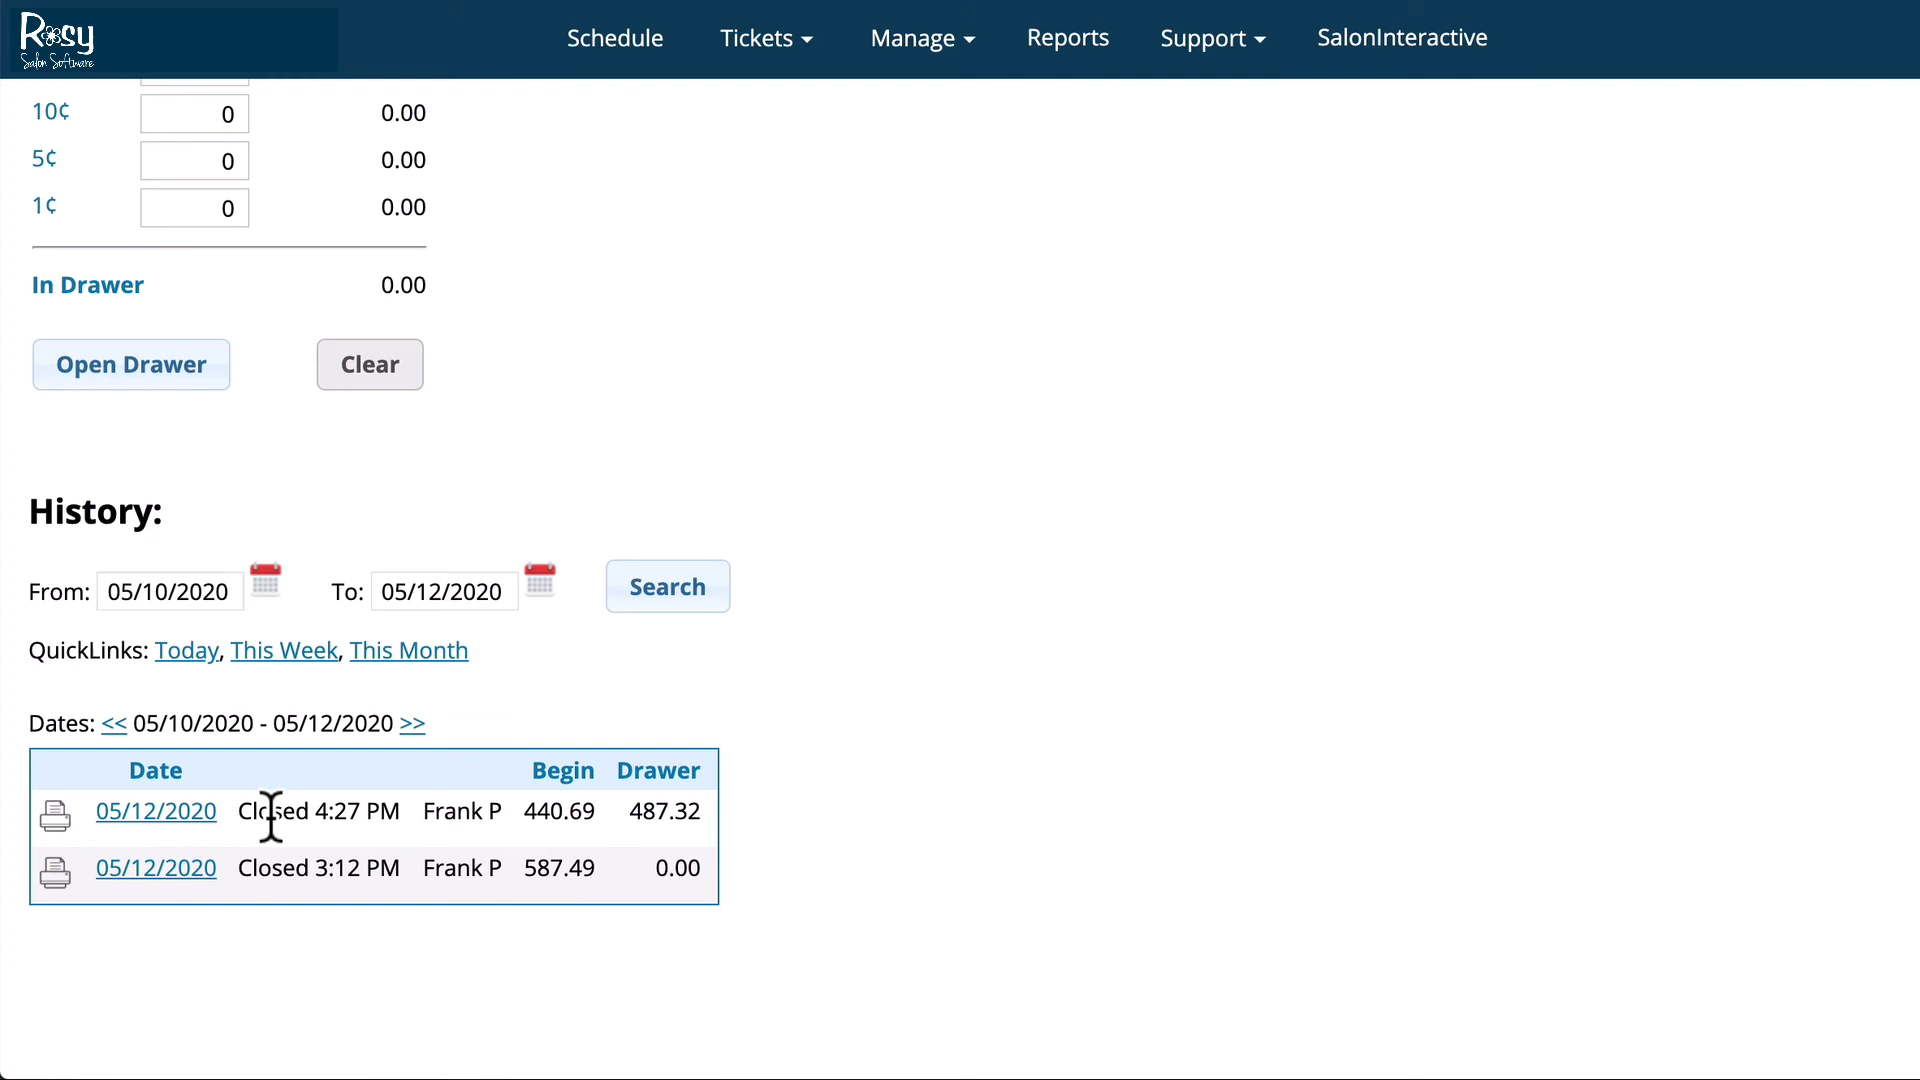 Rosy
Salon Software
Schedule Tickets Manage Reports Support SalonInteractive
10¢ 0 0.00
5¢ 0 0.00
1¢ 0 0.00
In Drawer 0.00
Open Drawer Clear
History:
From: 05/10/2020 To: 05/12/2020 Search
QuickLinks: Today, This Week, This Month
Dates: << 05/10/2020 - 05/12/2020 >>
Date Begin Drawer
05/12/2020 Closed 4:27 PM Frank P 440.69 487.32
05/12/2020 Closed 3:12 PM Frank P 587.49 0.00